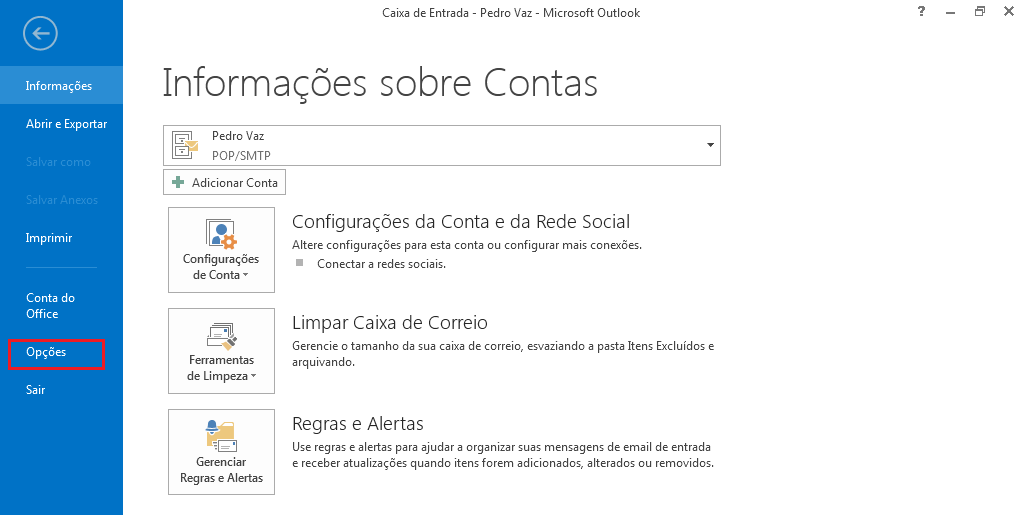 Caixa de Entrada - Pedro Vaz - Microsoft Outlook
?
Informações
Abrir e Exportar
Salvar como
Salvar Anexos
Imprimir
Conta do
Office
Opções
Sair
Informações sobre Contas
Pedro Vaz
POP/SMTP
Adicionar Conta
Configurações
de Conta
Configurações da Conta e da Rede Social
Altere configurações para esta conta ou configurar mais conexões.
Conectar a redes sociais.
Ferramentas
de Limpeza
Limpar Caixa de Correio
Gerencie o tamanho da sua caixa de correio, esvaziando a pasta Itens Excluídos e
arquivando.
Gerenciar
Regras e Alertas
Regras e Alertas
Use regras e alertas para ajudar a organizar suas mensagens de email de entrada
e receber atualizações quando itens forem adicionados, alterados ou removidos.